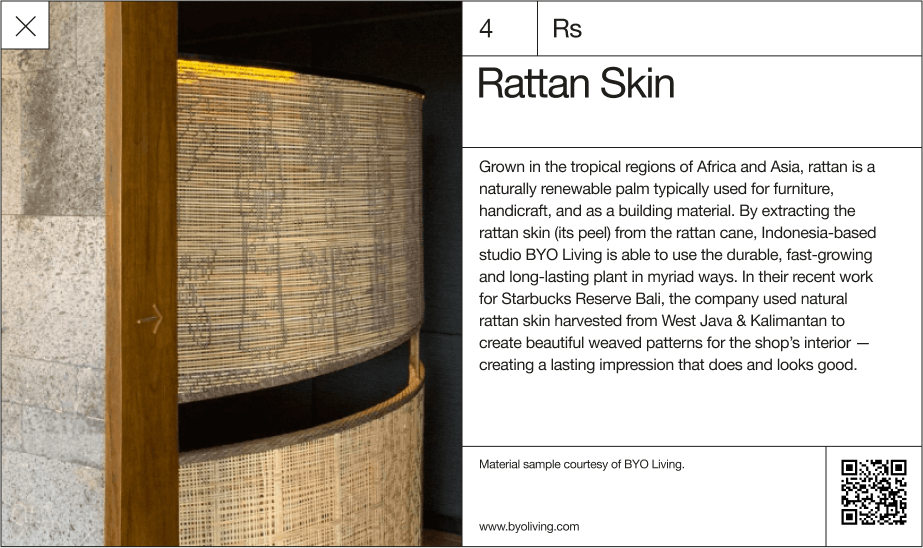 4
Rs
Rattan Skin
Grown in the tropical regions of Africa and Asia, rattan is a
naturally renewable palm typically used for furniture,
handicraft, and as a building material. By extracting the
rattan skin (its peel) from the rattan cane, Indonesia-based
studio BYO Living is able to use the durable, fast-growing
and long-lasting plant in myriad ways. In their recent work
for Starbucks Reserve Bali, the company used natural
rattan skin harvested from West Java & Kalimantan to
create beautiful weaved patterns for the shop's interior —
creating a lasting impression that does and looks good.
Material sample courtesy of BYO Living.
www.byoliving.com